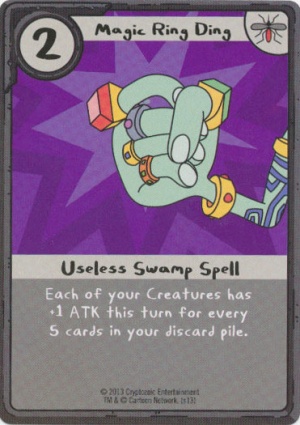 2
Magic Ring Ding
Useless Swamp Spell
Each of your Creatures has
+1 ATK this turn for every
5 cards in your discard pile.
© 2013 Cryptozoic Entertainment
TM & © Cartoon Network. (s13)